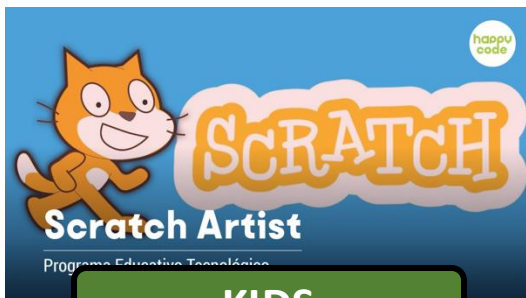 happy
code
SCRATCH
Scratch Artist
Programa Educativo Tecnológico
KIDS